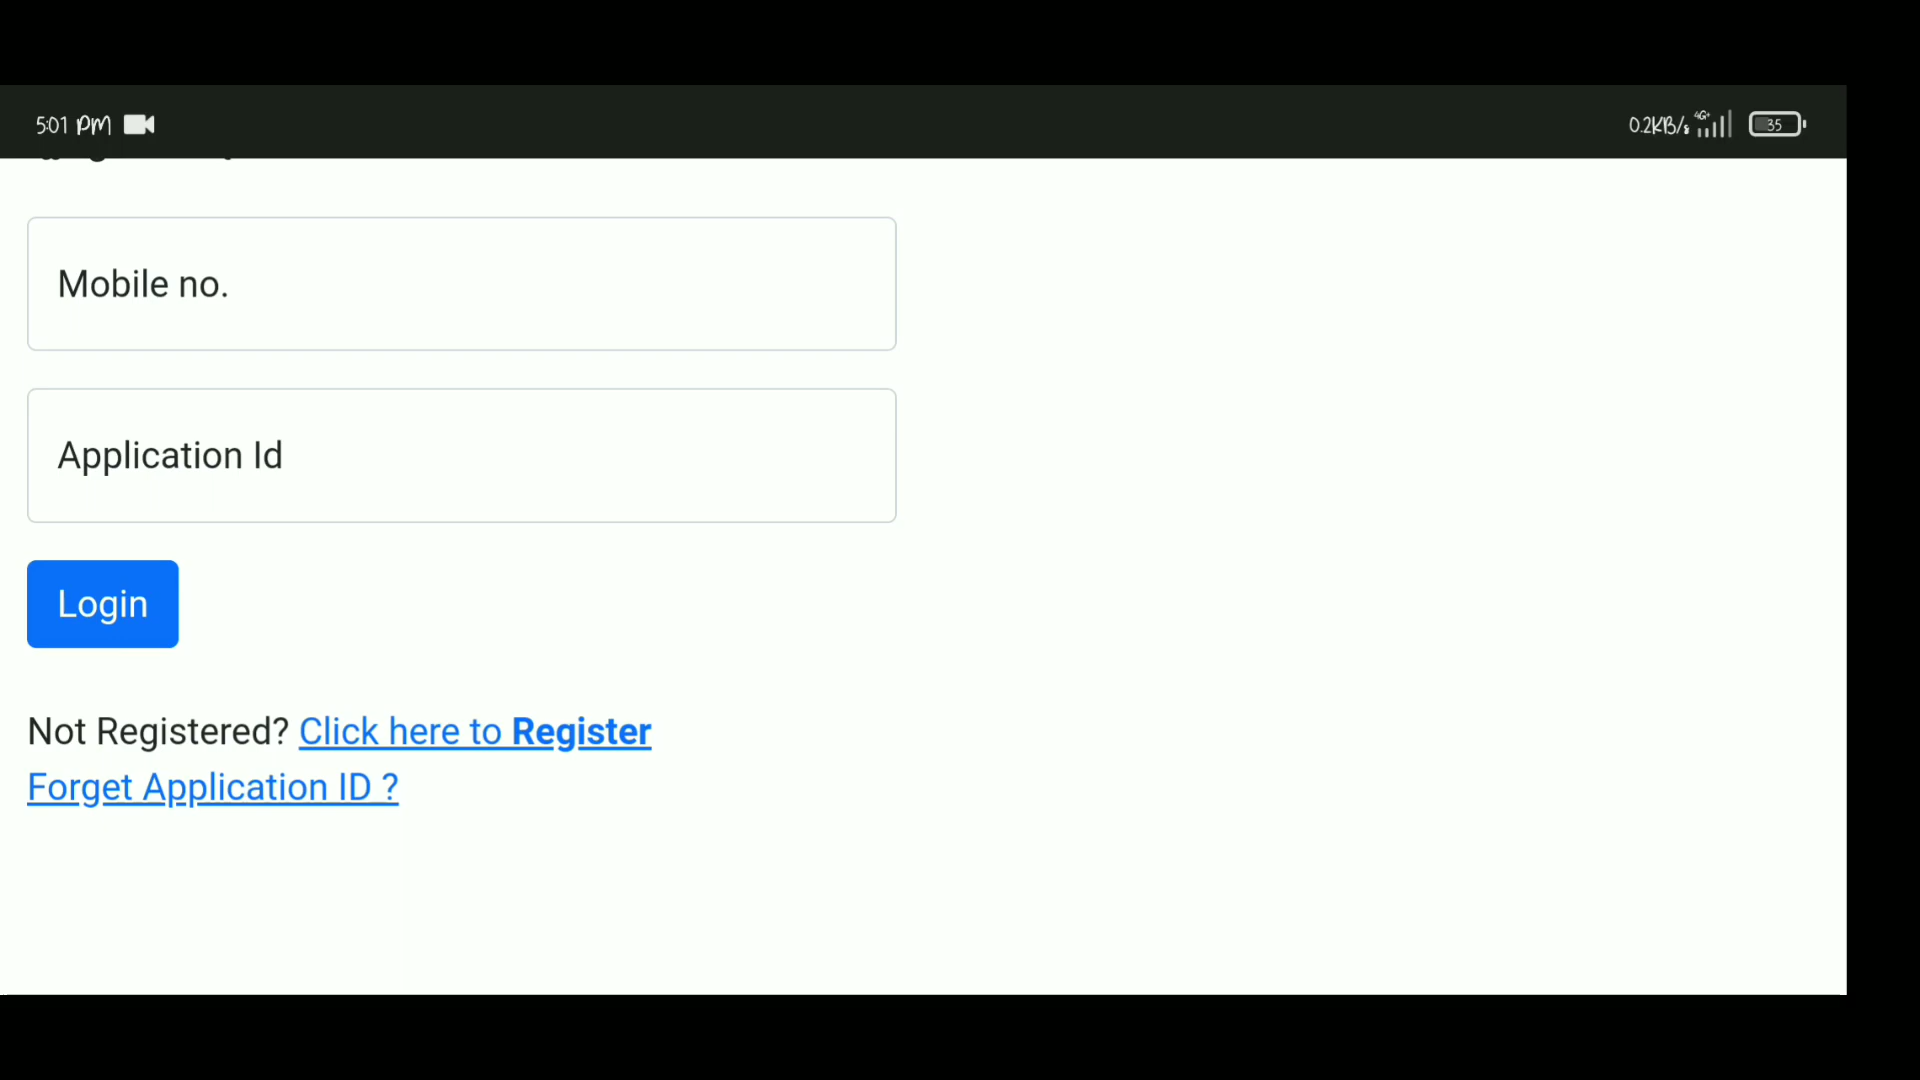 5:01 PM
0.2KB/s 4G+ 35
Mobile no.
Application Id
Login
Not Registered? Click here to Register
Forget Application ID ?